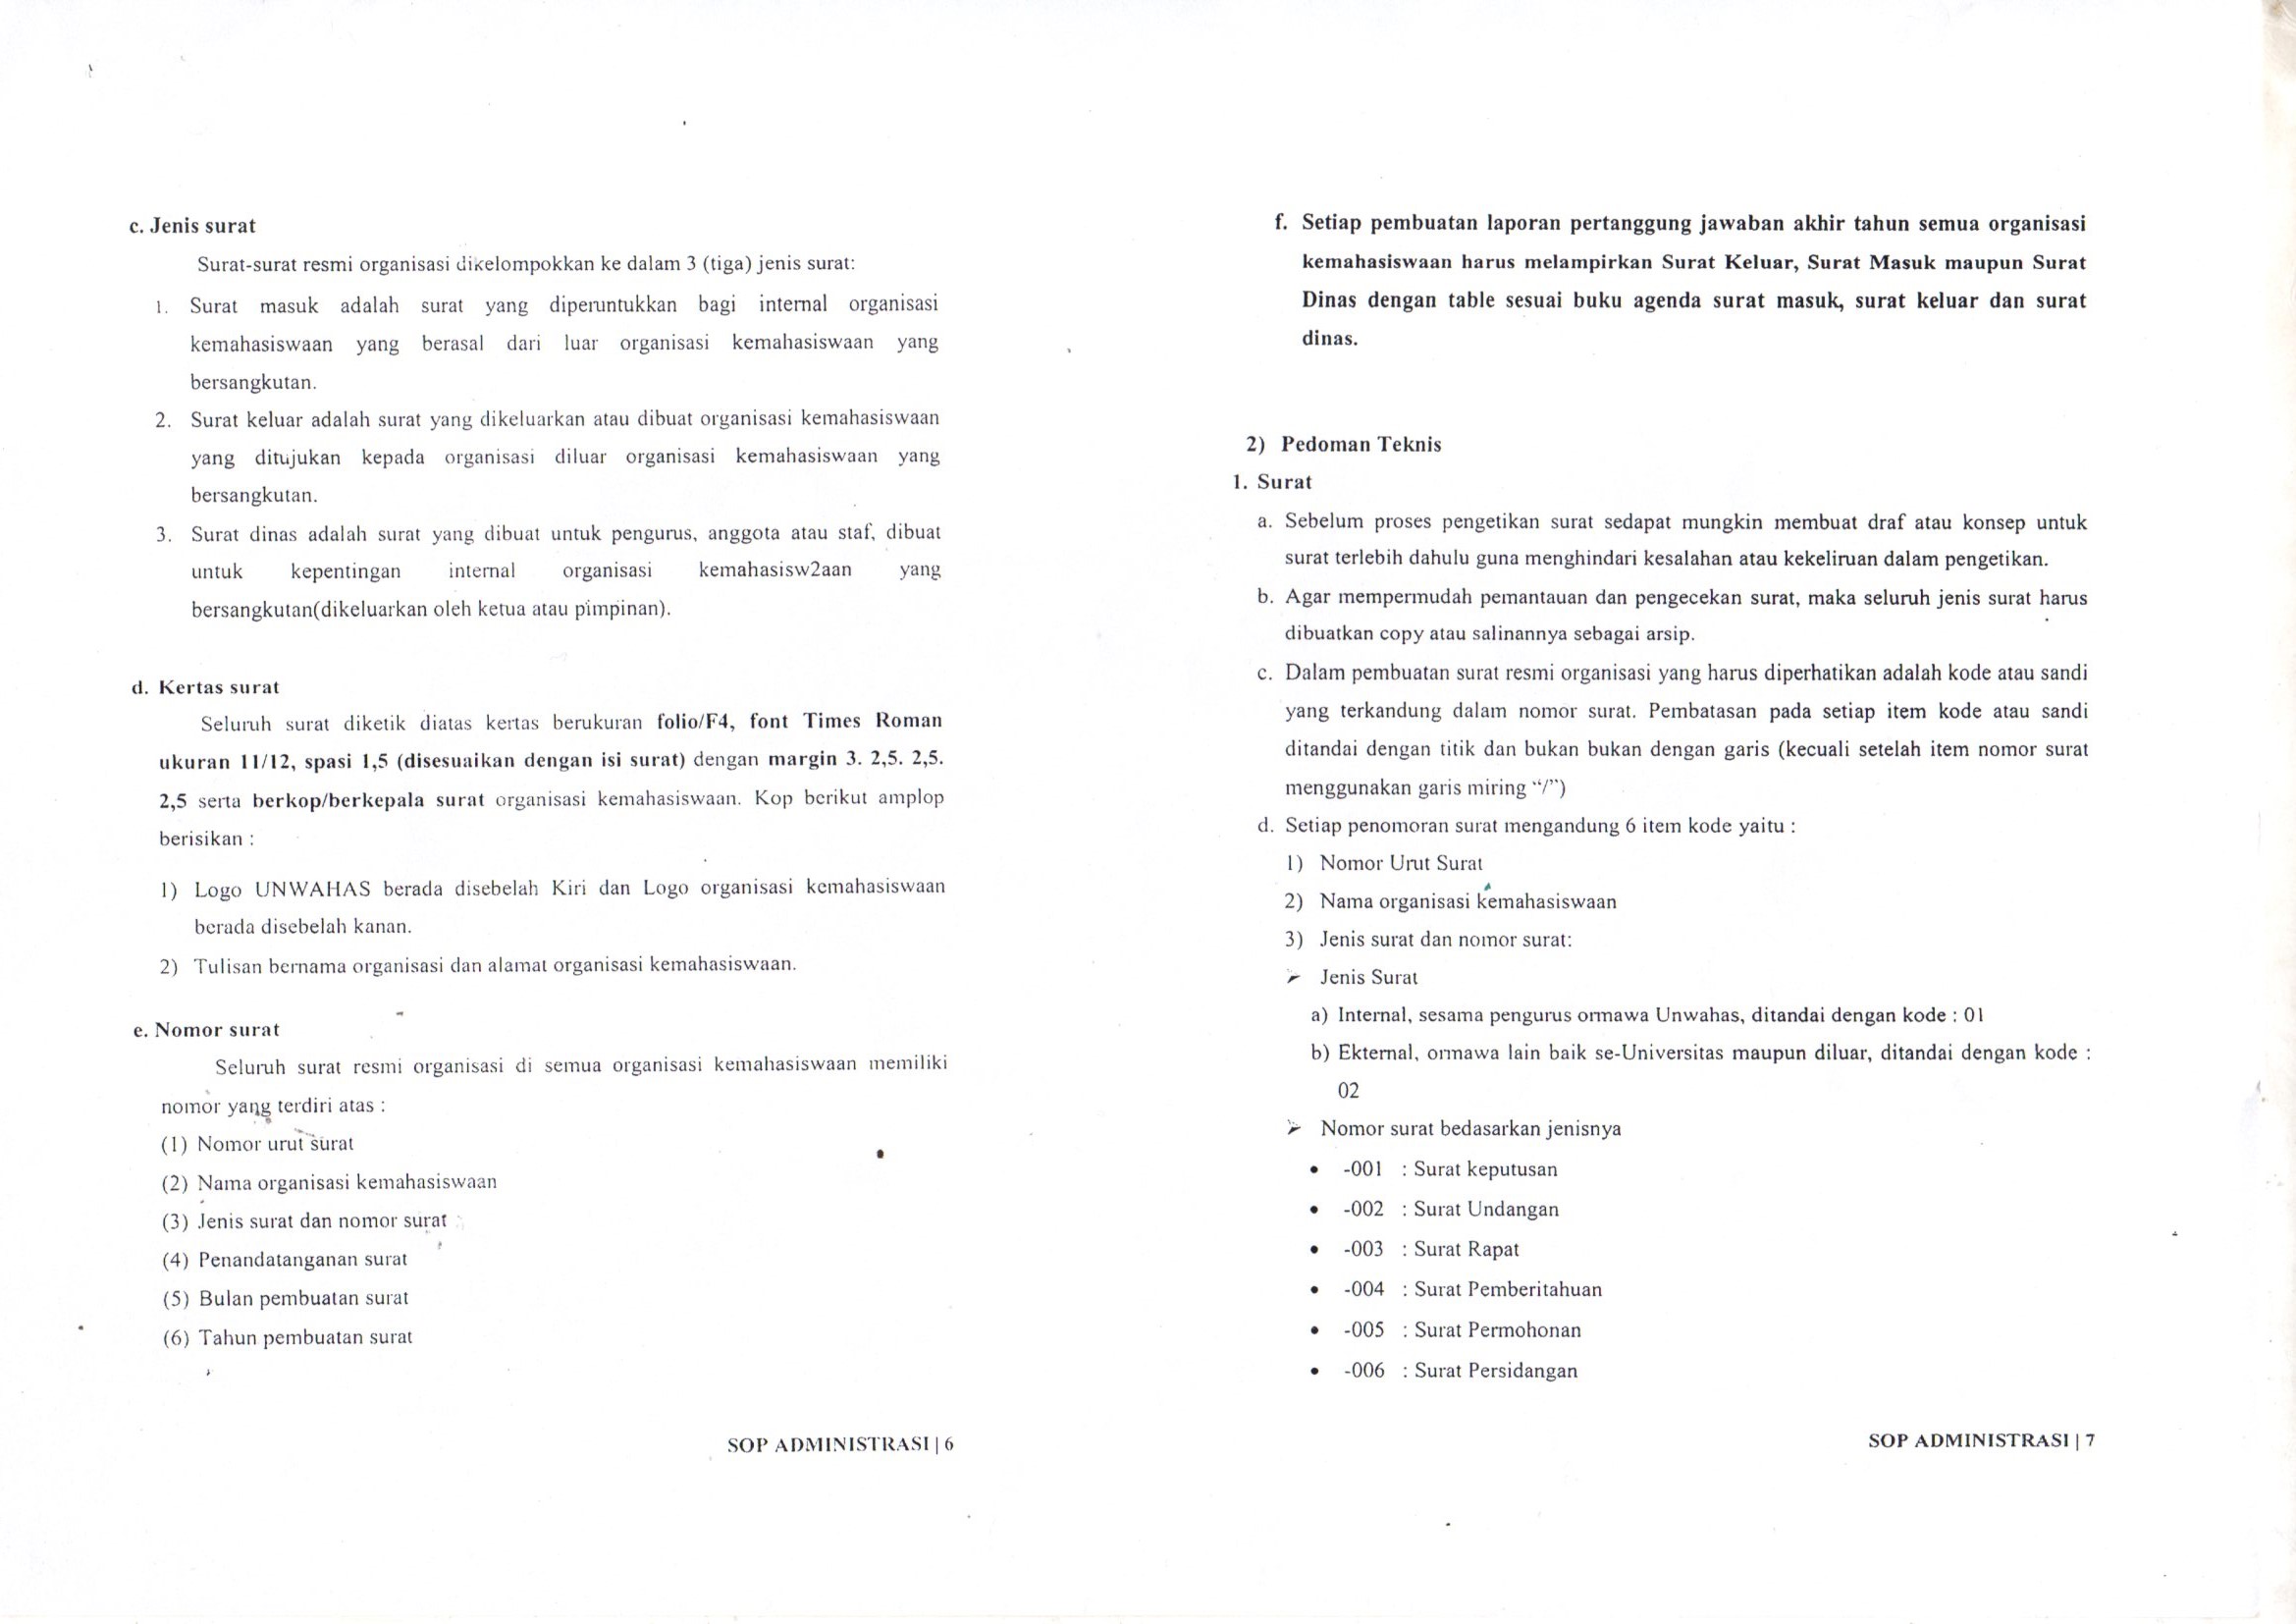 c. Jenis surat
Surat-surat resmi organisasi dikelompokkan ke dalam 3 (tiga) jenis surat:
1. Surat masuk adalah surat yang diperuntukkan bagi internal organisasi
kemahasiswaan yang berasal dari luar organisasi kemahasiswaan yang
bersangkutan.
2. Surat keluar adalah surat yang dikeluarkan atau dibuat organisasi kemahasiswaan
yang ditujukan kepada organisasi diluar organisasi kemahasiswaan yang
bersangkutan.
3. Surat dinas adalah surat yang dibuat untuk pengurus, anggota atau staf, dibuat
untuk kepentingan internal organisasi kemahasisw2aan yang
bersangkutan(dikeluarkan oleh ketua atau pimpinan).
d. Kertas surat
Seluruh surat diketik diatas kertas berukuran folio/F4, font Times Roman
ukuran 11/12, spasi 1,5 (disesuaikan dengan isi surat) dengan margin 3. 2,5. 2,5.
2,5 serta berkop/berkepala surat organisasi kemahasiswaan. Kop berikut amplop
berisikan :
1) Logo UNWAHAS berada disebelah Kiri dan Logo organisasi kemahasiswaan
berada disebelah kanan.
2) Tulisan bernama organisasi dan alamat organisasi kemahasiswaan.
e. Nomor surat
Seluruh surat resmi organisasi di semua organisasi kemahasiswaan memiliki
nomor yang terdiri atas :
(1) Nomor urut surat
(2) Nama organisasi kemahasiswaan
(3) Jenis surat dan nomor surat
(4) Penandatanganan surat
(5) Bulan pembuatan surat
(6) Tahun pembuatan surat
SOP ADMINISTRASI | 6
f. Setiap pembuatan laporan pertanggung jawaban akhir tahun semua organisasi
kemahasiswaan harus melampirkan Surat Keluar, Surat Masuk maupun Surat
Dinas dengan table sesuai buku agenda surat masuk, surat keluar dan surat
dinas.
2) Pedoman Teknis
1. Surat
a. Sebelum proses pengetikan surat sedapat mungkin membuat draf atau konsep untuk
surat terlebih dahulu guna menghindari kesalahan atau kekeliruan dalam pengetikan.
b. Agar mempermudah pemantauan dan pengecekan surat, maka seluruh jenis surat harus
dibuatkan copy atau salinannya sebagai arsip.
c. Dalam pembuatan surat resmi organisasi yang harus diperhatikan adalah kode atau sandi
yang terkandung dalam nomor surat. Pembatasan pada setiap item kode atau sandi
ditandai dengan titik dan bukan bukan dengan garis (kecuali setelah item nomor surat
menggunakan garis miring “/”)
d. Setiap penomoran surat mengandung 6 item kode yaitu :
1) Nomor Urut Surat
2) Nama organisasi kemahasiswaan
3) Jenis surat dan nomor surat:
➢ Jenis Surat
a) Internal, sesama pengurus ormawa Unwahas, ditandai dengan kode : 01
b) Ekternal, ormawa lain baik se-Universitas maupun diluar, ditandai dengan kode :
02
➢ Nomor surat bedasarkan jenisnya
• -001 : Surat keputusan
• -002 : Surat Undangan
• -003 : Surat Rapat
• -004 : Surat Pemberitahuan
• -005 : Surat Permohonan
• -006 : Surat Persidangan
SOP ADMINISTRASI | 7